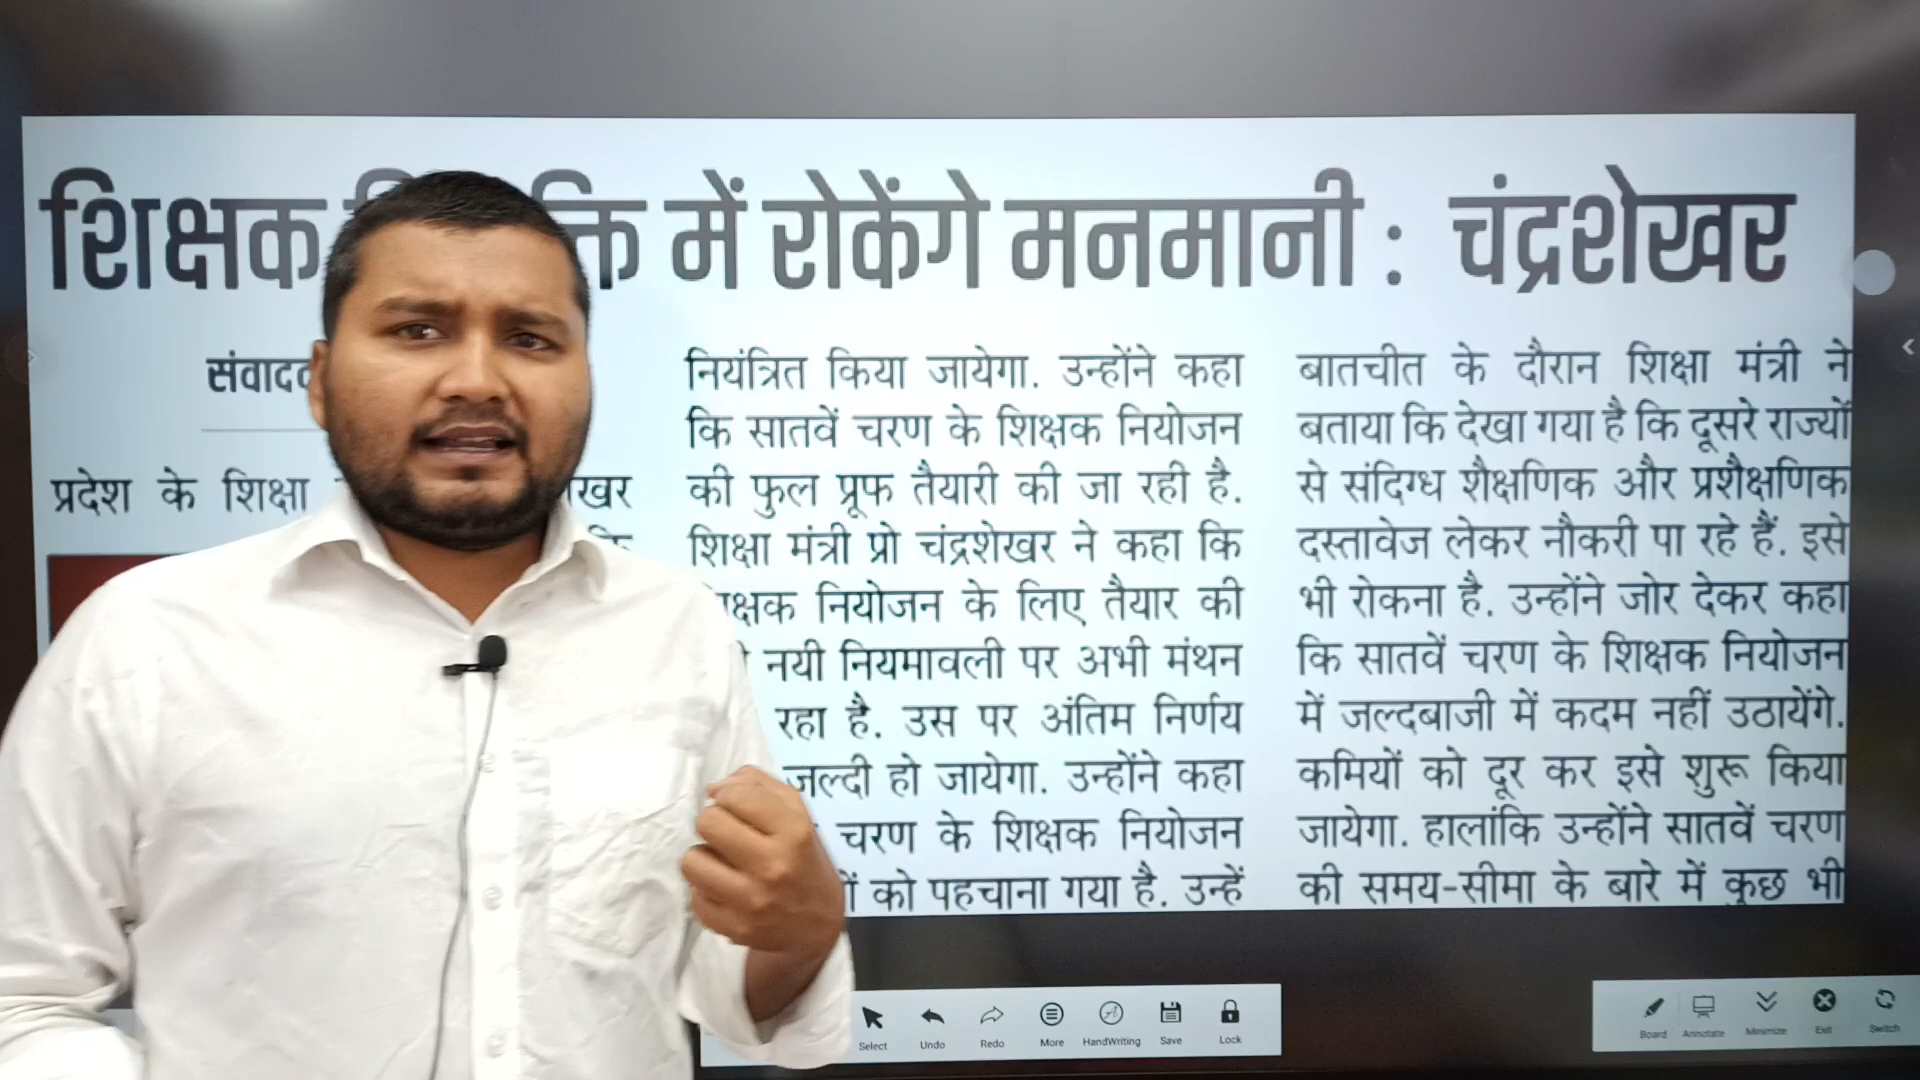 शिक्षक में रोकेंगे मनमानी : चंद्रशेखर
प्रदेश के शिक्षा
नियंत्रित किया जायेगा. उन्होंने कहा
कि सातवें चरण के शिक्षक नियोजन
की फुल प्रूफ तैयारी की जा रही है.
शिक्षा मंत्री प्रो चंद्रशेखर ने कहा कि
नियोजन के लिए तैयार की
नयी नियमावली पर अभी मंथन
रहा है. उस पर अंतिम निर्णय
जल्दी हो जायेगा. उन्होंने कहा
चरण के शिक्षक नियोजन
को पहचाना गया है. उन्हें
बातचीत के दौरान शिक्षा मंत्री ने
बताया कि देखा गया है कि दूसरे राज्यों
से संदिग्ध शैक्षणिक और प्रशैक्षणिक
दस्तावेज लेकर नौकरी पा रहे हैं. इसे
भी रोकना है. उन्होंने जोर देकर कहा
कि सातवें चरण के शिक्षक नियोजन
में जल्दबाजी में कदम नहीं उठायेंगे.
कमियों को दूर कर इसे शुरू किया
जायेगा. हालांकि उन्होंने सातवें चरण
की समय-सीमा के बारे में कुछ भी
Select Undo Redo More HandWriting Save Lock
Board Annotate Minimize Exit Switch